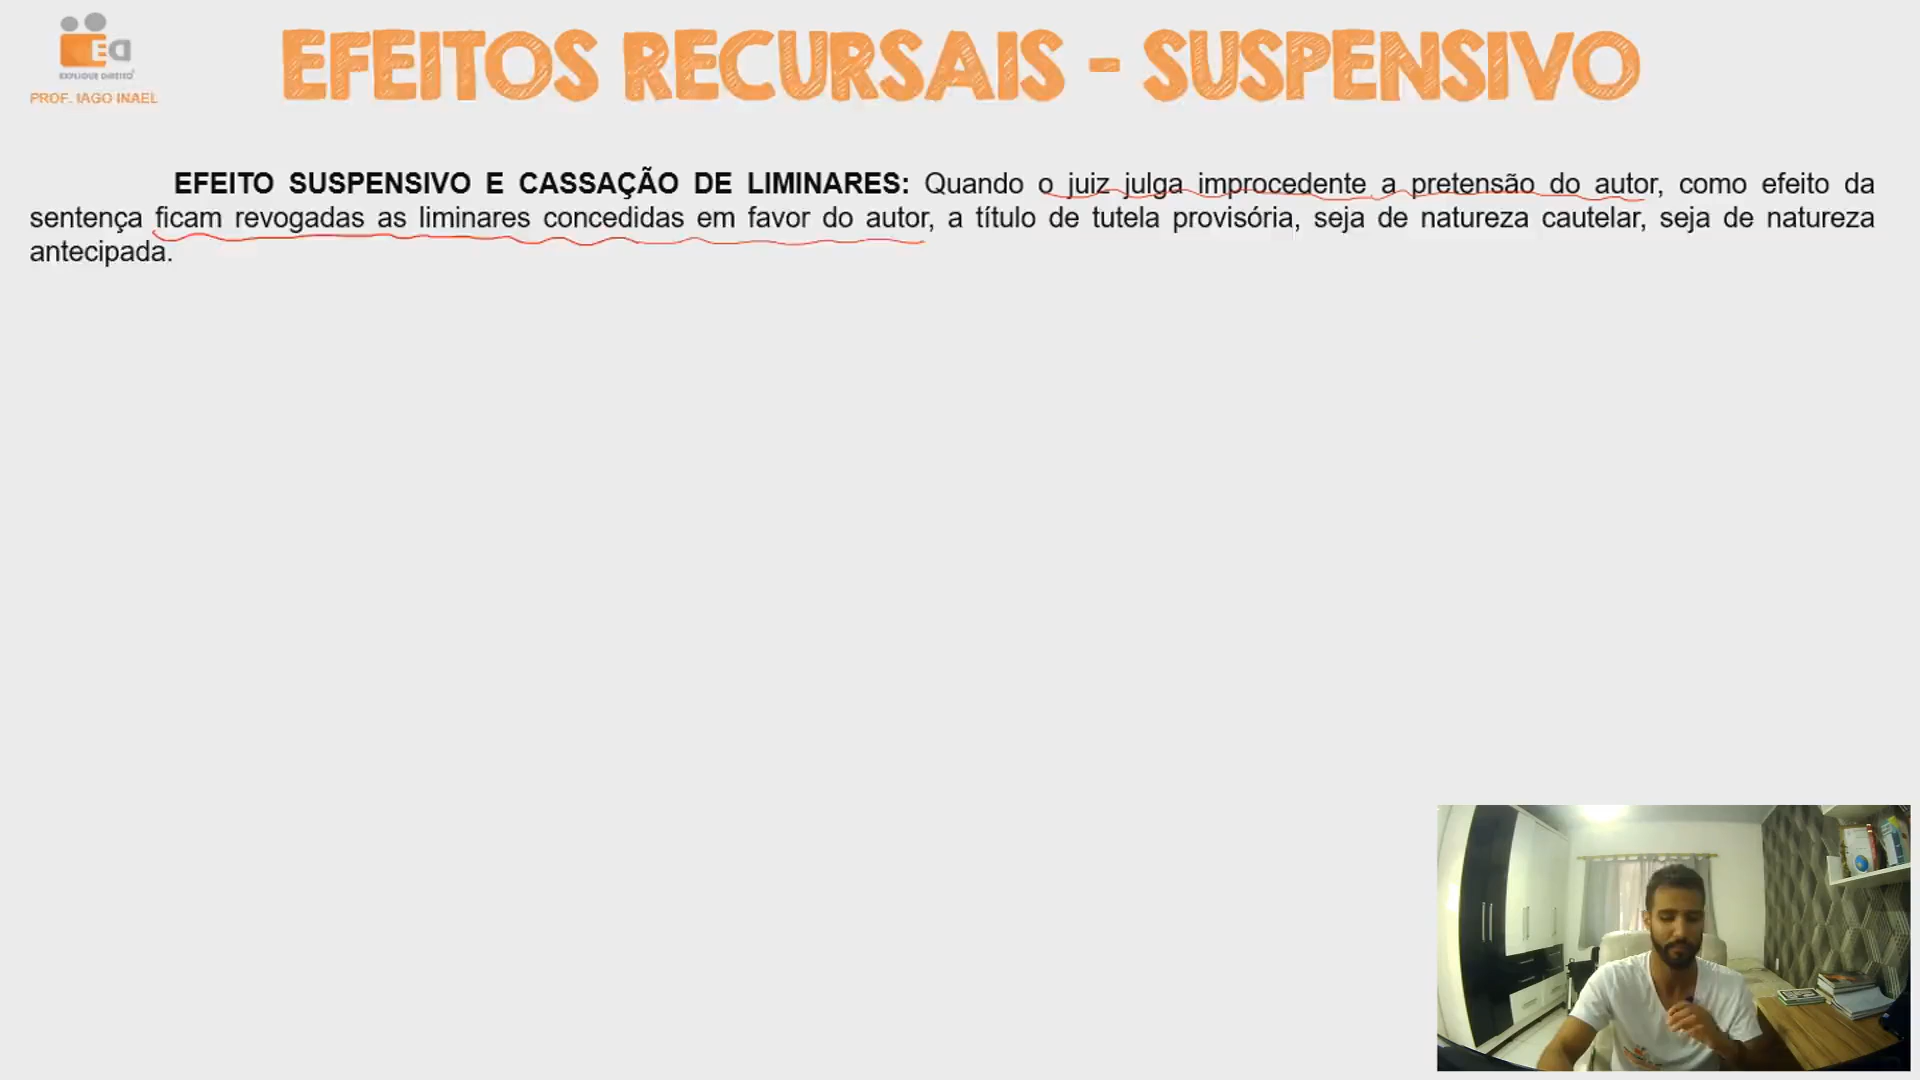 ED
EXPLIQUE DIREITO
PROF. IAGO INAEL
EFEITOS RECURSAIS - SUSPENSIVO
EFEITO SUSPENSIVO E CASSAÇÃO DE LIMINARES: Quando o juiz julga improcedente a pretensão do autor, como efeito da
sentença ficam revogadas as liminares concedidas em favor do autor, a título de tutela provisória, seja de natureza cautelar, seja de natureza
antecipada.